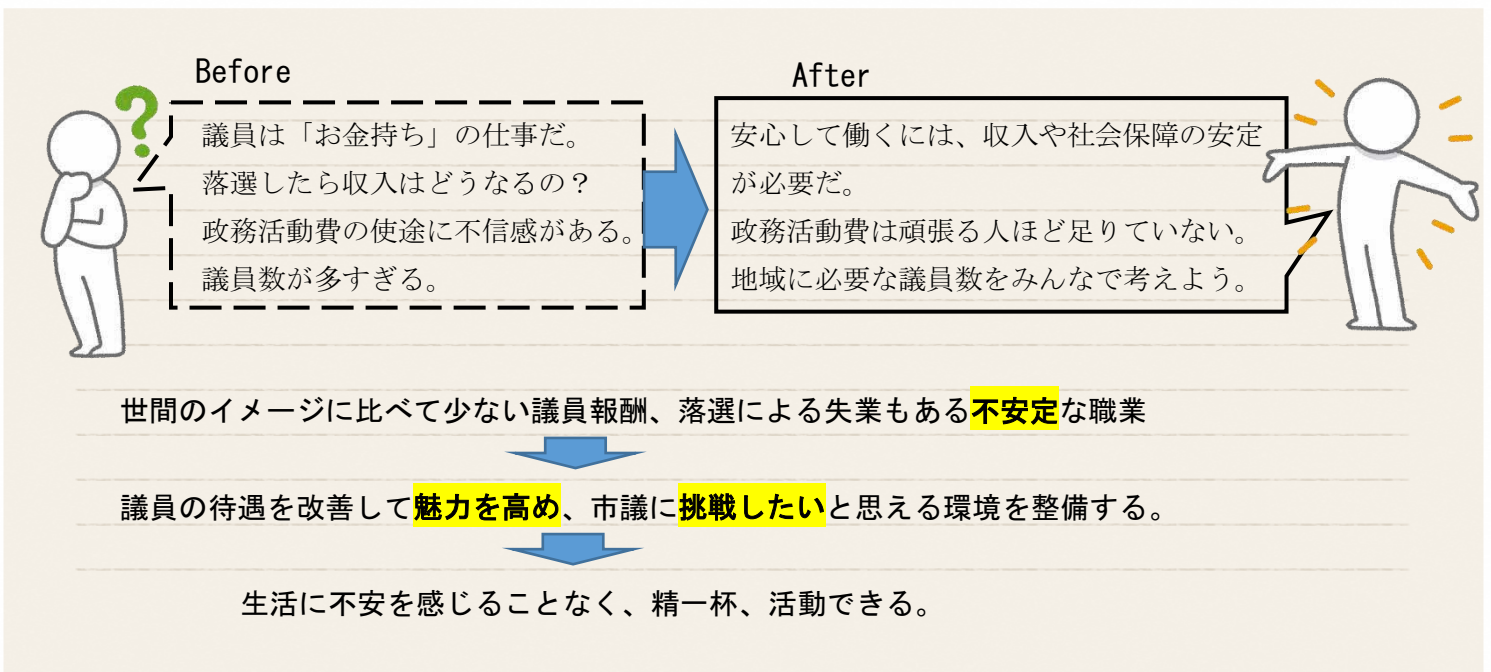 Before
議員は「お金持ち」の仕事だ。
落選したら収入はどうなるの？
政務活動費の使途に不信感がある。
議員数が多すぎる。
After
安心して働くには、収入や社会保障の安定
が必要だ。
政務活動費は頑張る人ほど足りていない。
地域に必要な議員数をみんなで考えよう。
世間のイメージに比べて少ない議員報酬、落選による失業もある不安定な職業
議員の待遇を改善して魅力を高め、市議に挑戦したいと思える環境を整備する。
生活に不安を感じることなく、精一杯、活動できる。